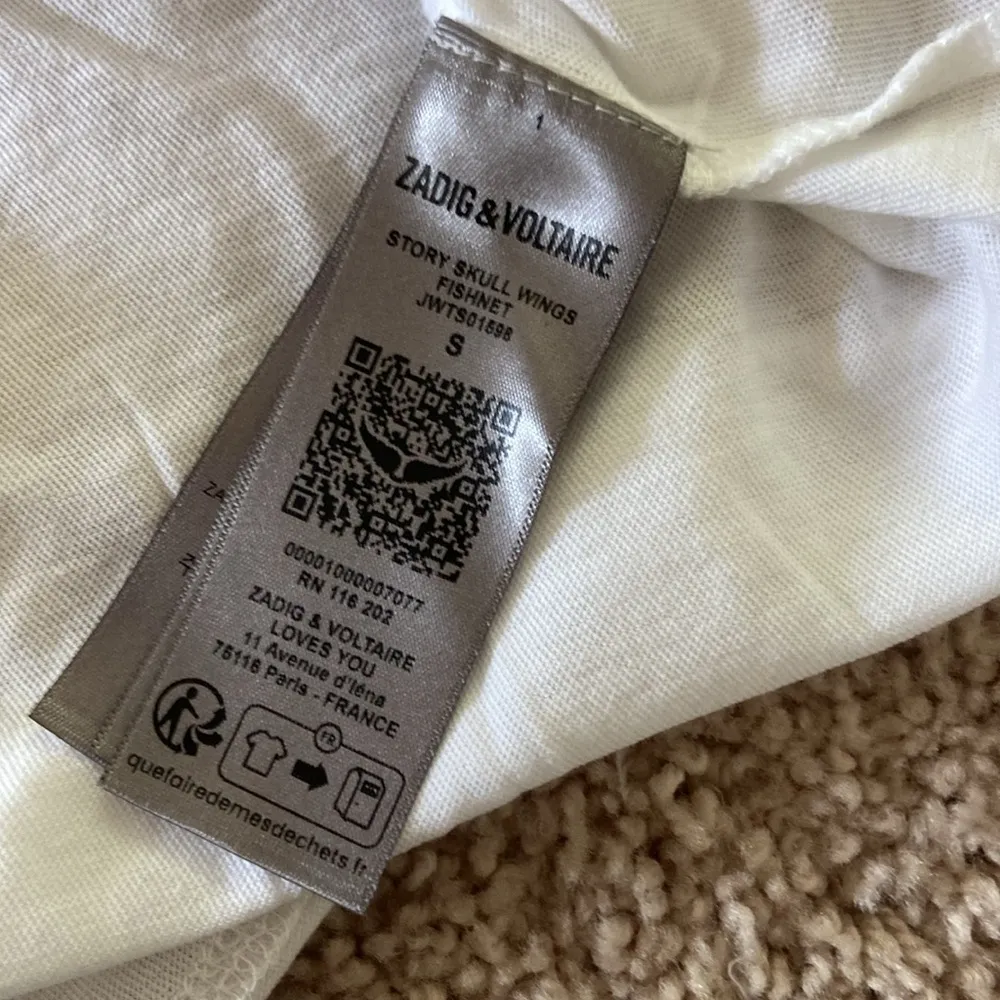 1
ZADIG & VOLTAIRE
STORY SKULL WINGS
FISHNET
JWTS01598
S
00001000007077
RN 116 202
ZADIG & VOLTAIRE
LOVES YOU
11 Avenue d'Iéna
75116 Paris - FRANCE
FR
quefairedemesdechets.fr
ZA